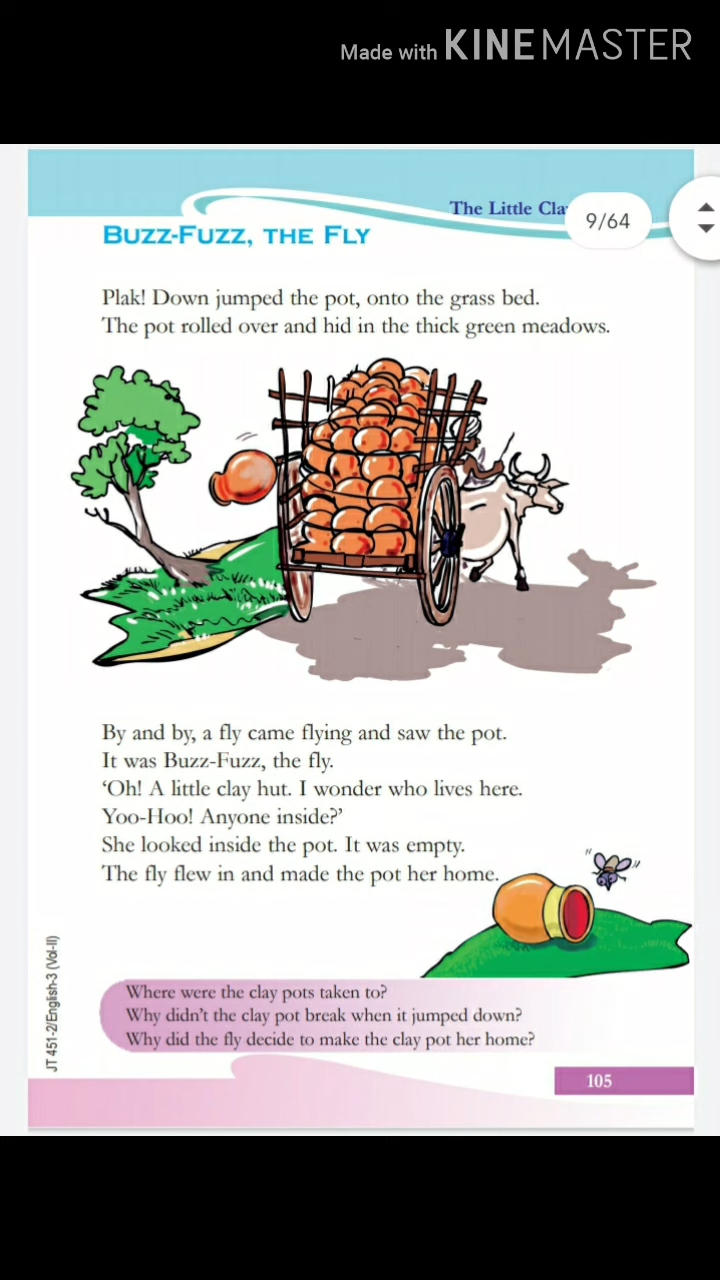 Made with KINEMASTER
The Little
9/64
BUZZ-FUZZ, THE FLY
Plak! Down jumped the pot, onto the grass bed.
The pot rolled over and hid in the thick green meadows.
By and by, a fly came flying and saw the pot.
It was Buzz-Fuzz, the fly.
‘Oh! A little clay hut. I wonder who lives here.
Yoo-Hoo! Anyone inside?’
She looked inside the pot. It was empty.
The fly flew in and made the pot her home.
JT 451-2/English-3 (Vol-II)
Where were the clay pots taken to?
Why didn’t the clay pot break when it jumped down?
Why did the fly decide to make the clay pot her home?
105